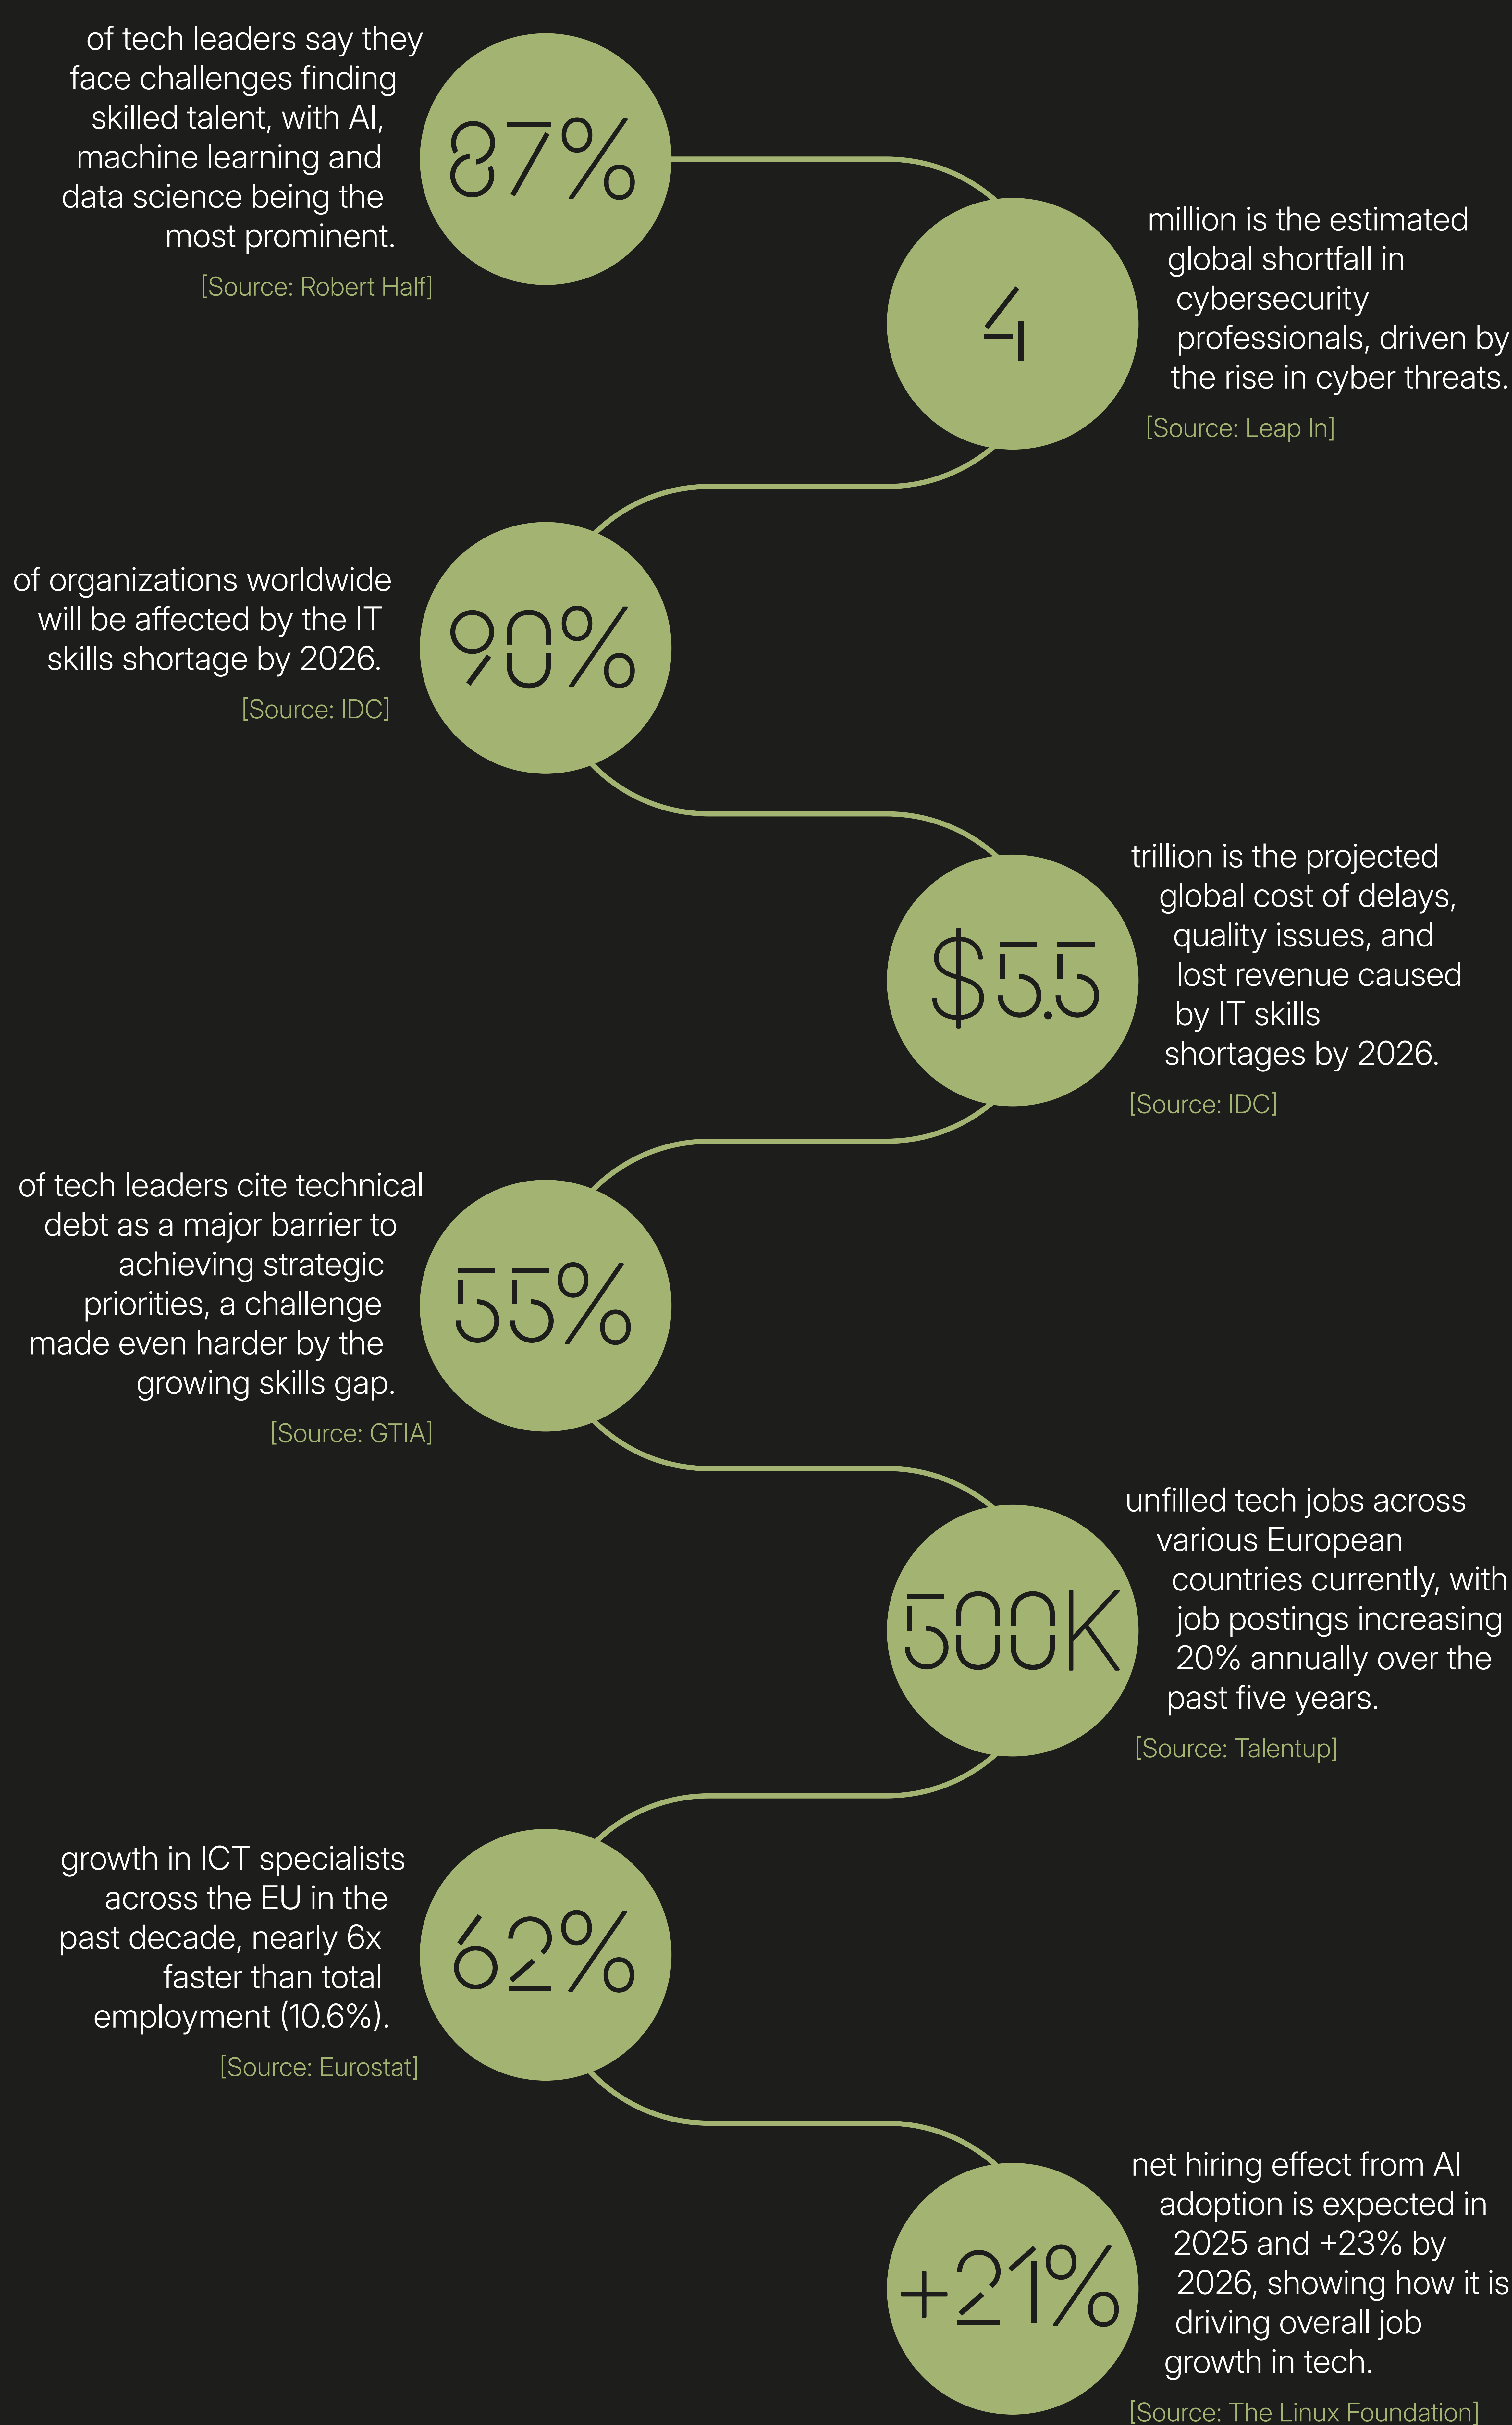 87%
of tech leaders say they
face challenges finding
skilled talent, with AI,
machine learning and
data science being the
most prominent.
[Source: Robert Half]
4
million is the estimated
global shortfall in
cybersecurity
professionals, driven by
the rise in cyber threats.
[Source: Leap In]
90%
of organizations worldwide
will be affected by the IT
skills shortage by 2026.
[Source: IDC]
$5.5
trillion is the projected
global cost of delays,
quality issues, and
lost revenue caused
by IT skills
shortages by 2026.
[Source: IDC]
55%
of tech leaders cite technical
debt as a major barrier to
achieving strategic
priorities, a challenge
made even harder by the
growing skills gap.
[Source: GTIA]
500K
unfilled tech jobs across
various European
countries currently, with
job postings increasing
20% annually over the
past five years.
[Source: Talentup]
62%
growth in ICT specialists
across the EU in the
past decade, nearly 6x
faster than total
employment (10.6%).
[Source: Eurostat]
+21%
net hiring effect from AI
adoption is expected in
2025 and +23% by
2026, showing how it is
driving overall job
growth in tech.
[Source: The Linux Foundation]